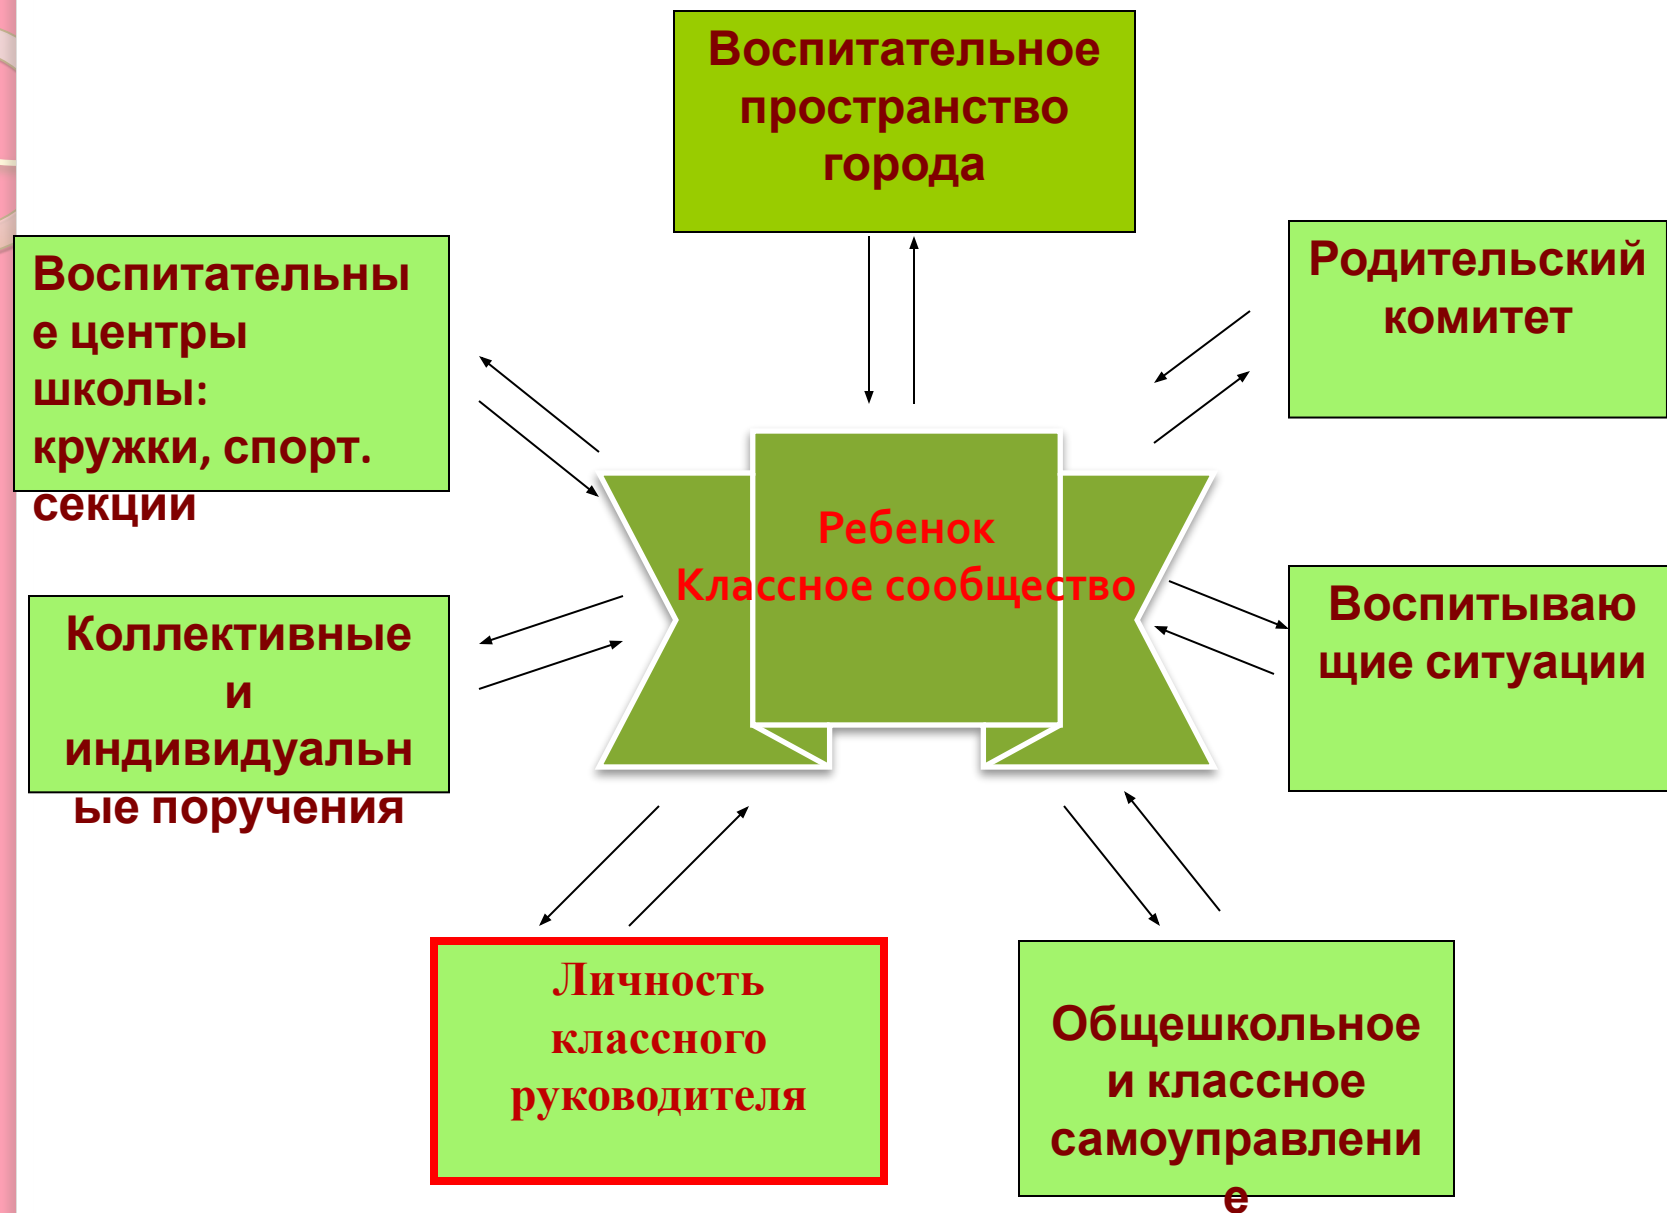 Воспитательное
пространство
города
Воспитательны
е центры
школы:
кружки, спорт.
секции
Родительский
комитет
Ребенок
Классное сообщество
Коллективные
и
индивидуальн
ые поручения
Воспитываю
щие ситуации
Личность
классного
руководителя
Общешкольное
и классное
самоуправлени
е